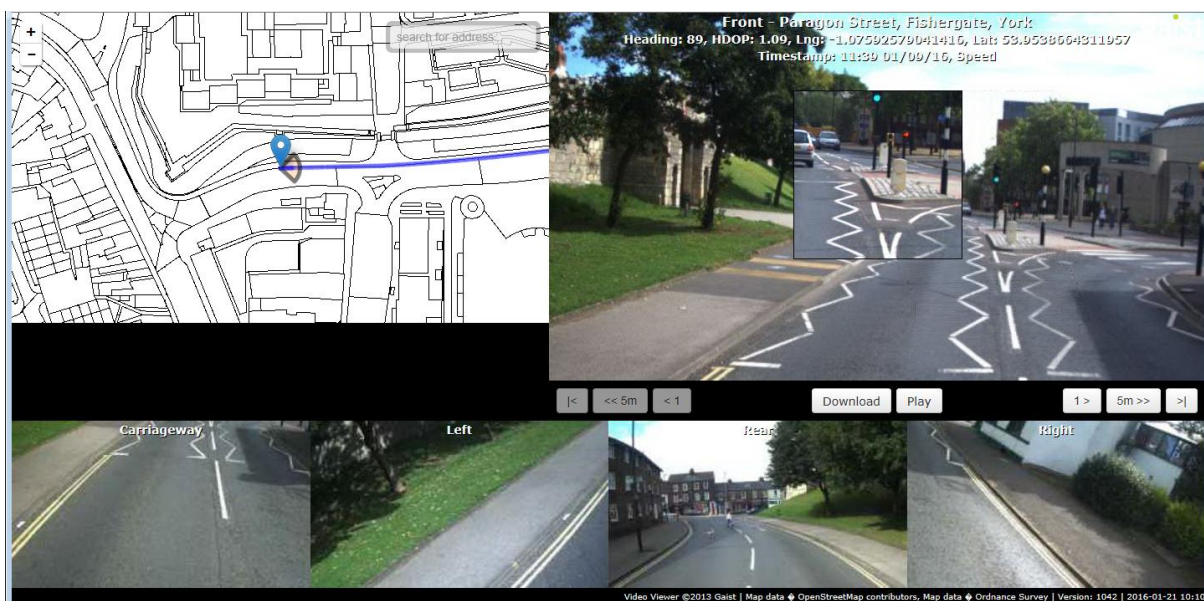 +
−
search for address...
Front - Paragon Street, Fishergate, York
Heading: 89, HDOP: 1.09, Lng: -1.07592579041416, Lat: 53.9538664311957
Timestamp: 11:39 01/09/16, Speed
|<
<< 5m
< 1
Download
Play
1 >
5m >>
>|
Carriageway
Left
Rear
Right
Video Viewer ©2013 Gaist | Map data � OpenStreetMap contributors, Map data � Ordnance Survey | Version: 1042 | 2016-01-21 10:10